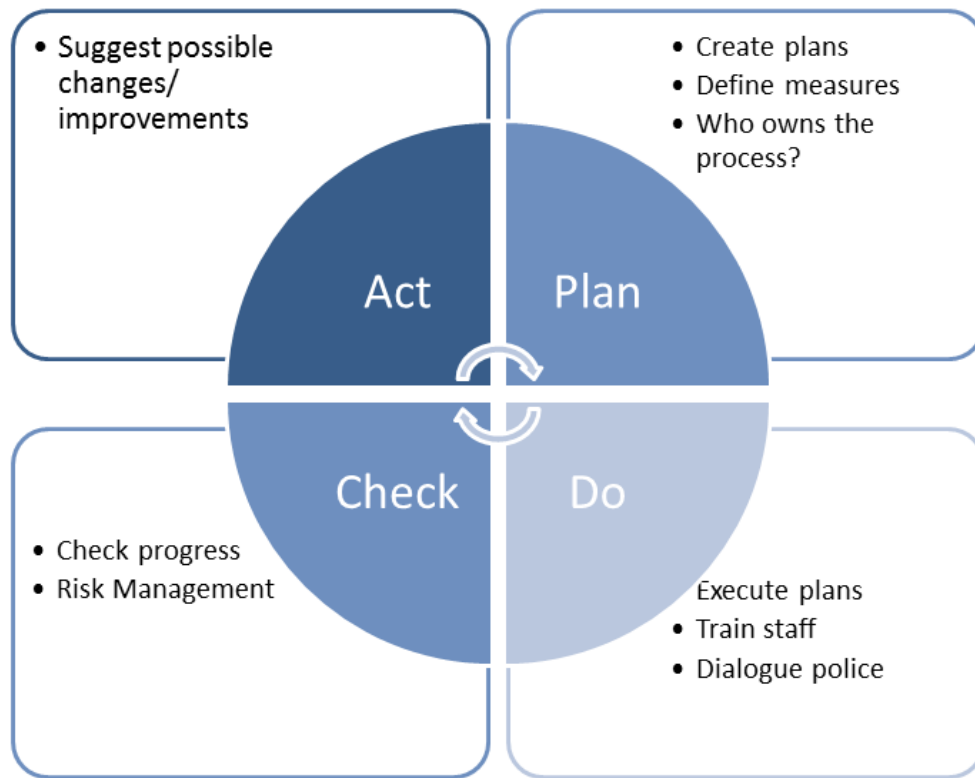 • Suggest possible
changes/
improvements
• Create plans
• Define measures
• Who owns the
process?
Act
Plan
Check
Do
• Check progress
• Risk Management
Execute plans
• Train staff
• Dialogue police